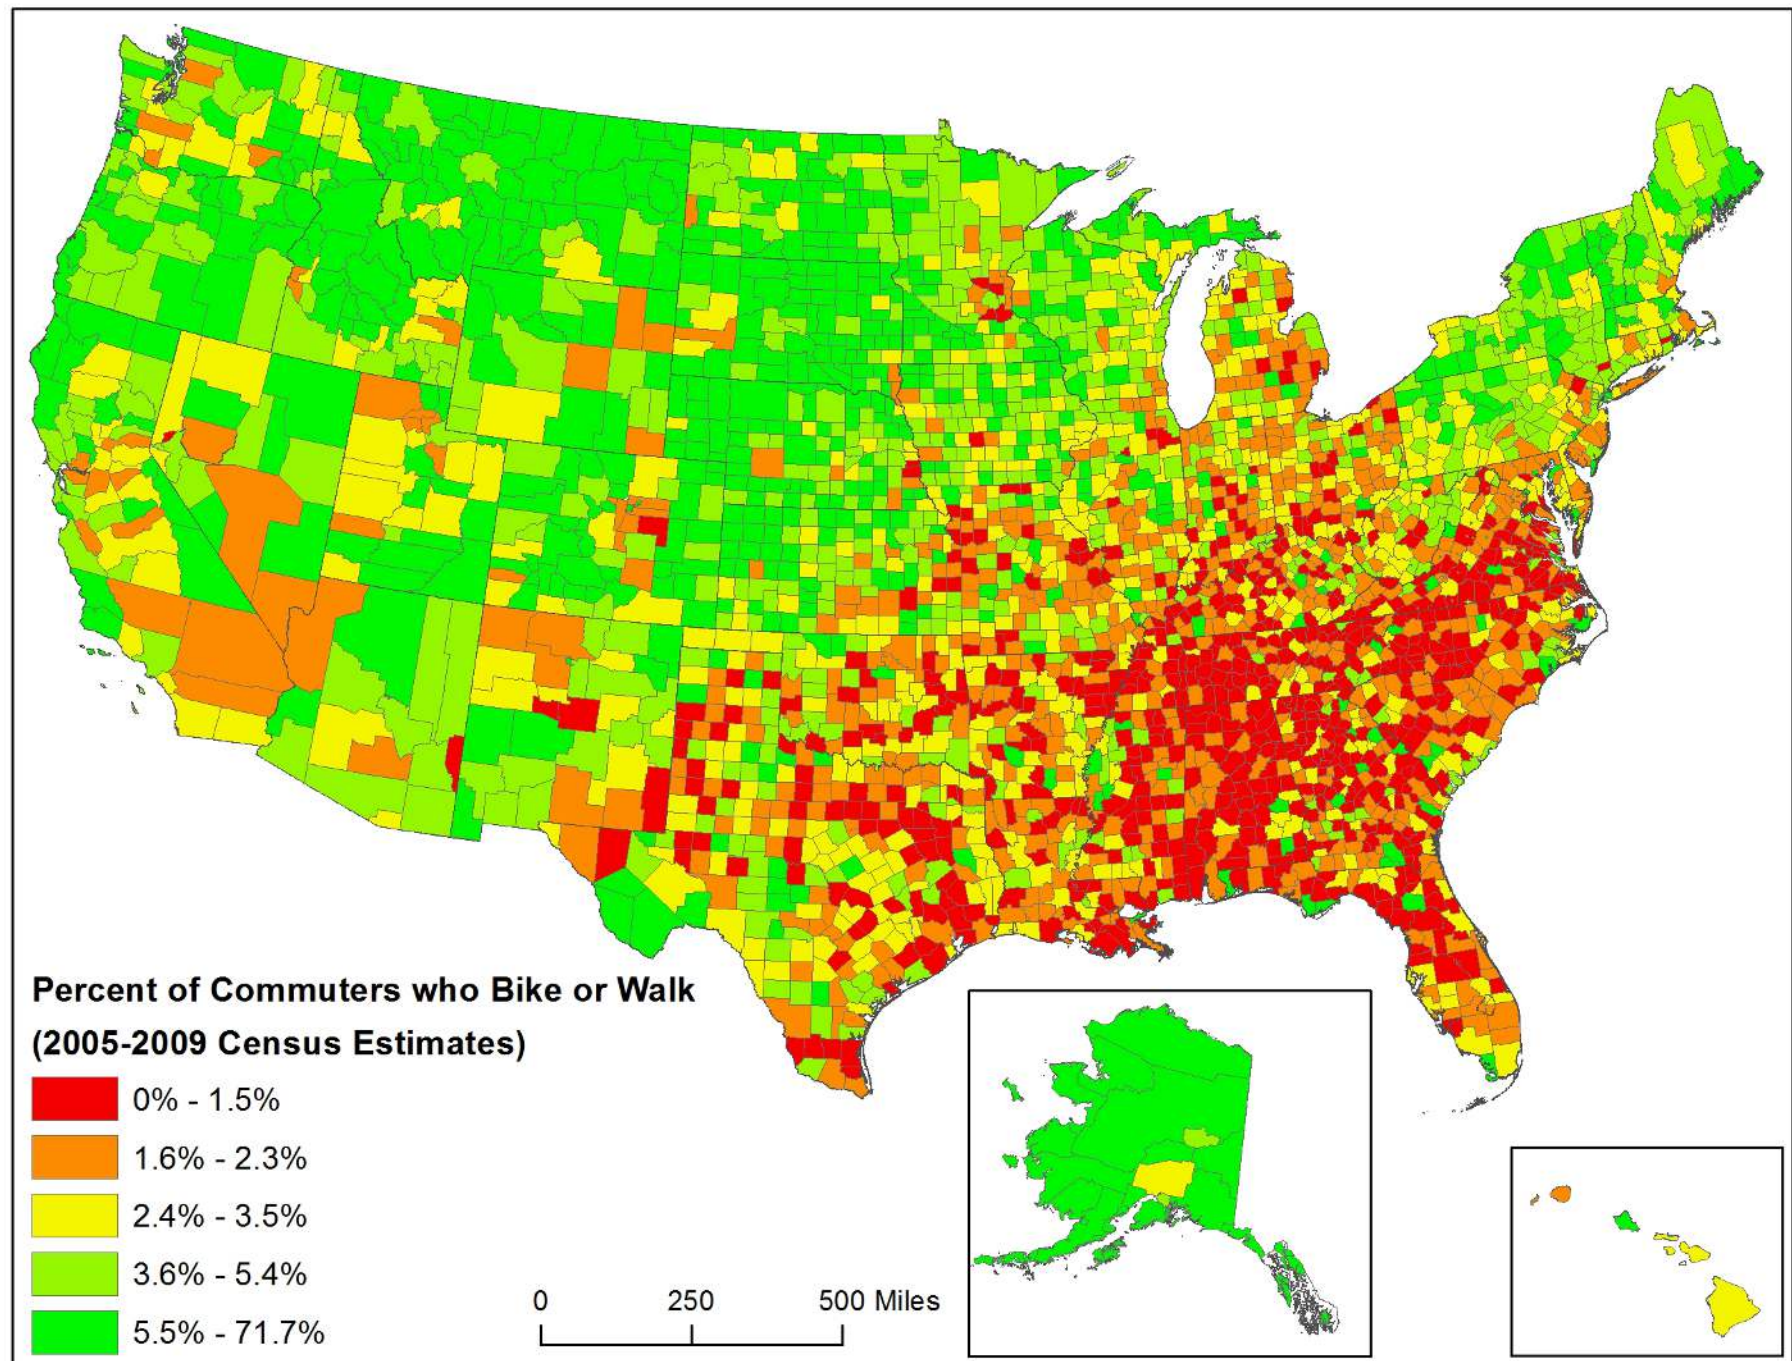 Percent of Commuters who Bike or Walk
(2005-2009 Census Estimates)
0% - 1.5%
1.6% - 2.3%
2.4% - 3.5%
3.6% - 5.4%
5.5% - 71.7%
0 250 500 Miles